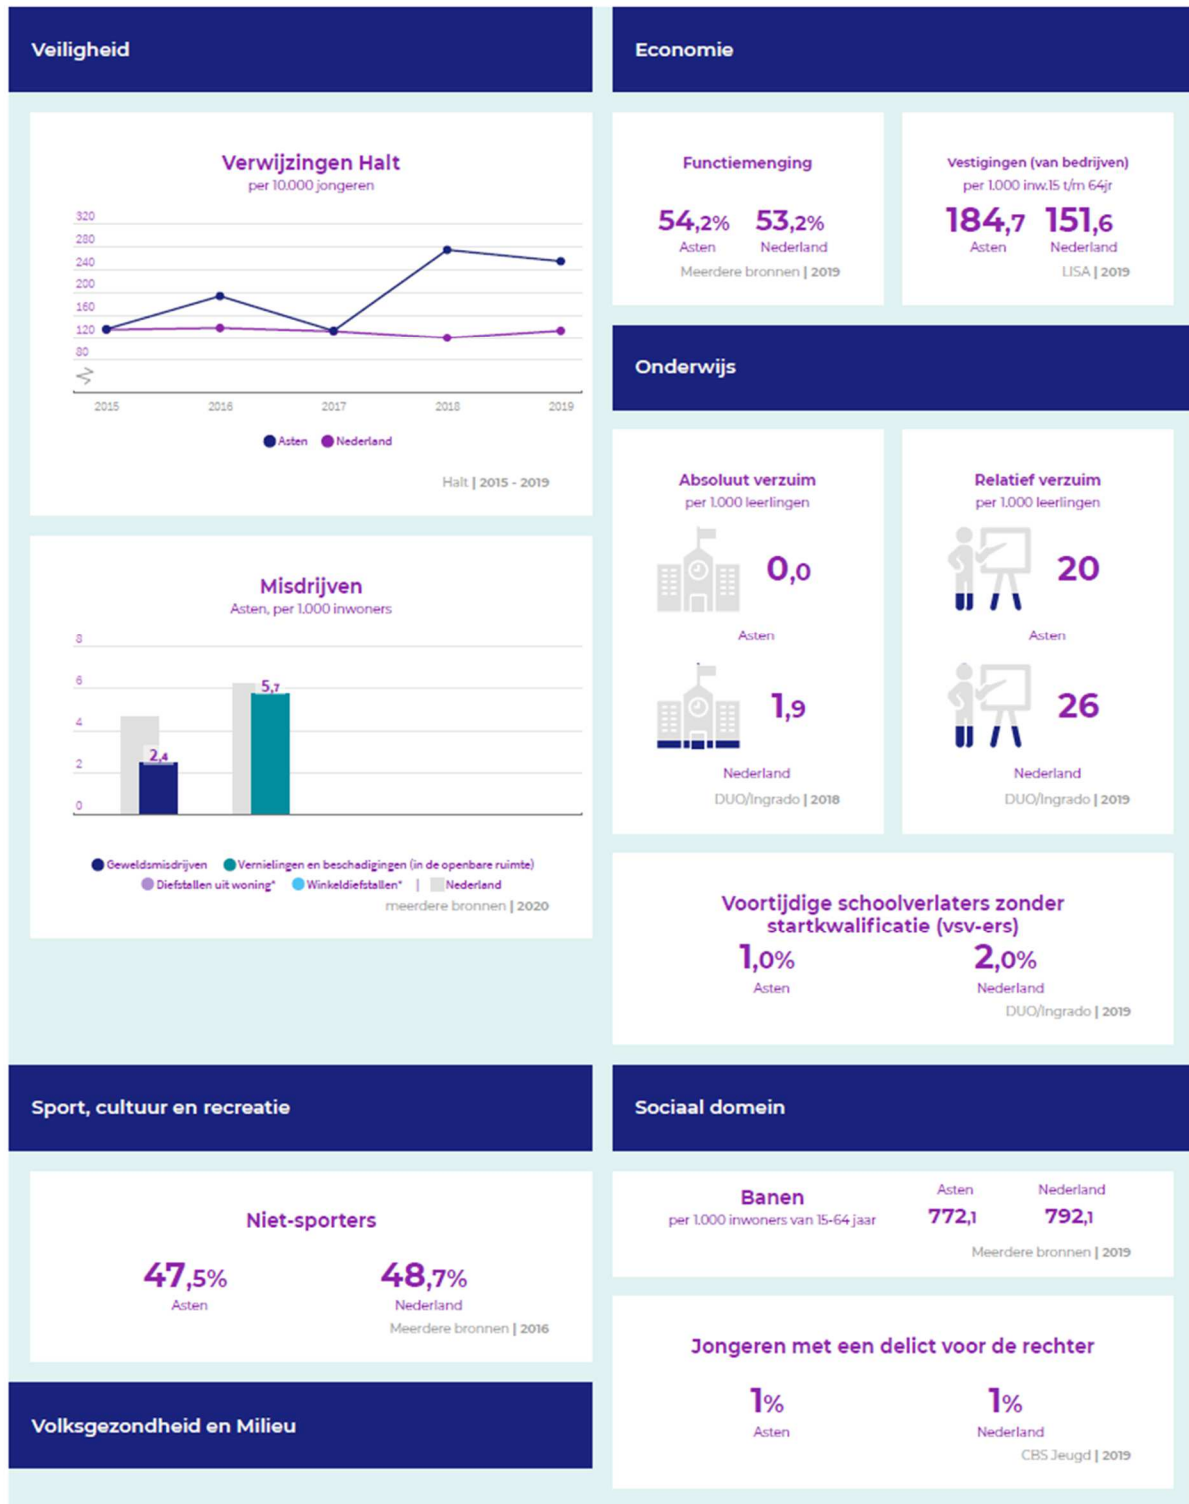 Veiligheid
Verwijzingen Halt
per 10.000 jongeren
320
280
240
200
160
120
80
2015 2016 2017 2018 2019
Asten Nederland
Halt | 2015 - 2019
Misdrijven
Asten, per 1.000 inwoners
8
6
4
2
0
2,4
5,7
Geweldsmisdrijven Vernielingen en beschadigingen (in de openbare ruimte)
Diefstallen uit woning* Winkeldiefstallen* | Nederland
meerdere bronnen | 2020
Economie
Functiemenging
54,2% 53,2%
Asten Nederland
Meerdere bronnen | 2019
Vestigingen (van bedrijven)
per 1.000 inw.15 t/m 64jr
184,7 151,6
Asten Nederland
LISA | 2019
Onderwijs
Absoluut verzuim
per 1.000 leerlingen
0,0
Asten
1,9
Nederland
DUO/Ingrado | 2018
Relatief verzuim
per 1.000 leerlingen
20
Asten
26
Nederland
DUO/Ingrado | 2019
Voortijdige schoolverlaters zonder
startkwalificatie (vsv-ers)
1,0% 2,0%
Asten Nederland
DUO/Ingrado | 2019
Sport, cultuur en recreatie
Niet-sporters
47,5% 48,7%
Asten Nederland
Meerdere bronnen | 2016
Volksgezondheid en Milieu
Sociaal domein
Banen
per 1.000 inwoners van 15-64 jaar
Asten Nederland
772,1 792,1
Meerdere bronnen | 2019
Jongeren met een delict voor de rechter
1% 1%
Asten Nederland
CBS Jeugd | 2019